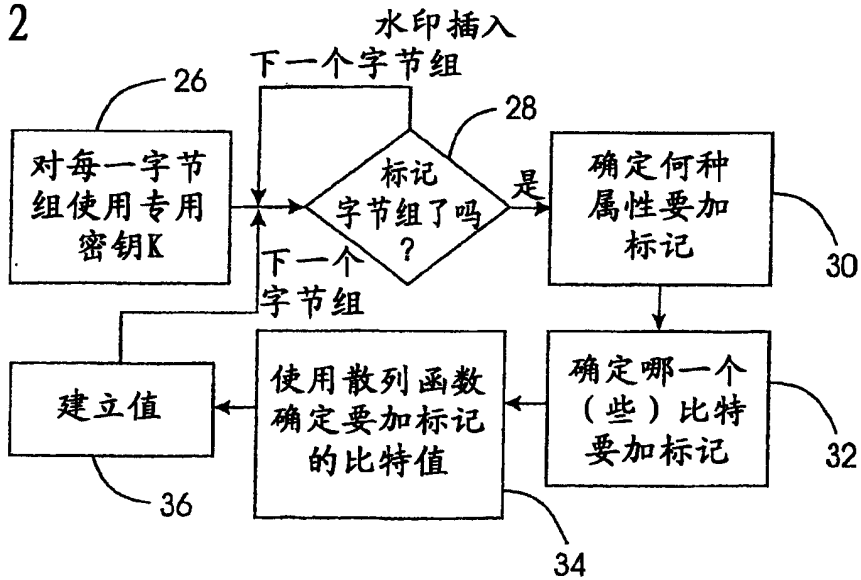 2
水印插入
下一个字节组
26
28
对每一字节
组使用专用
密钥K
标记
字节组了吗
?
是
确定何种
属性要加
标记
30
下一个
字节组
建立值
36
使用散列函数
确定要加标记
的比特值
34
确定哪一个
(些)比特
要加标记
32